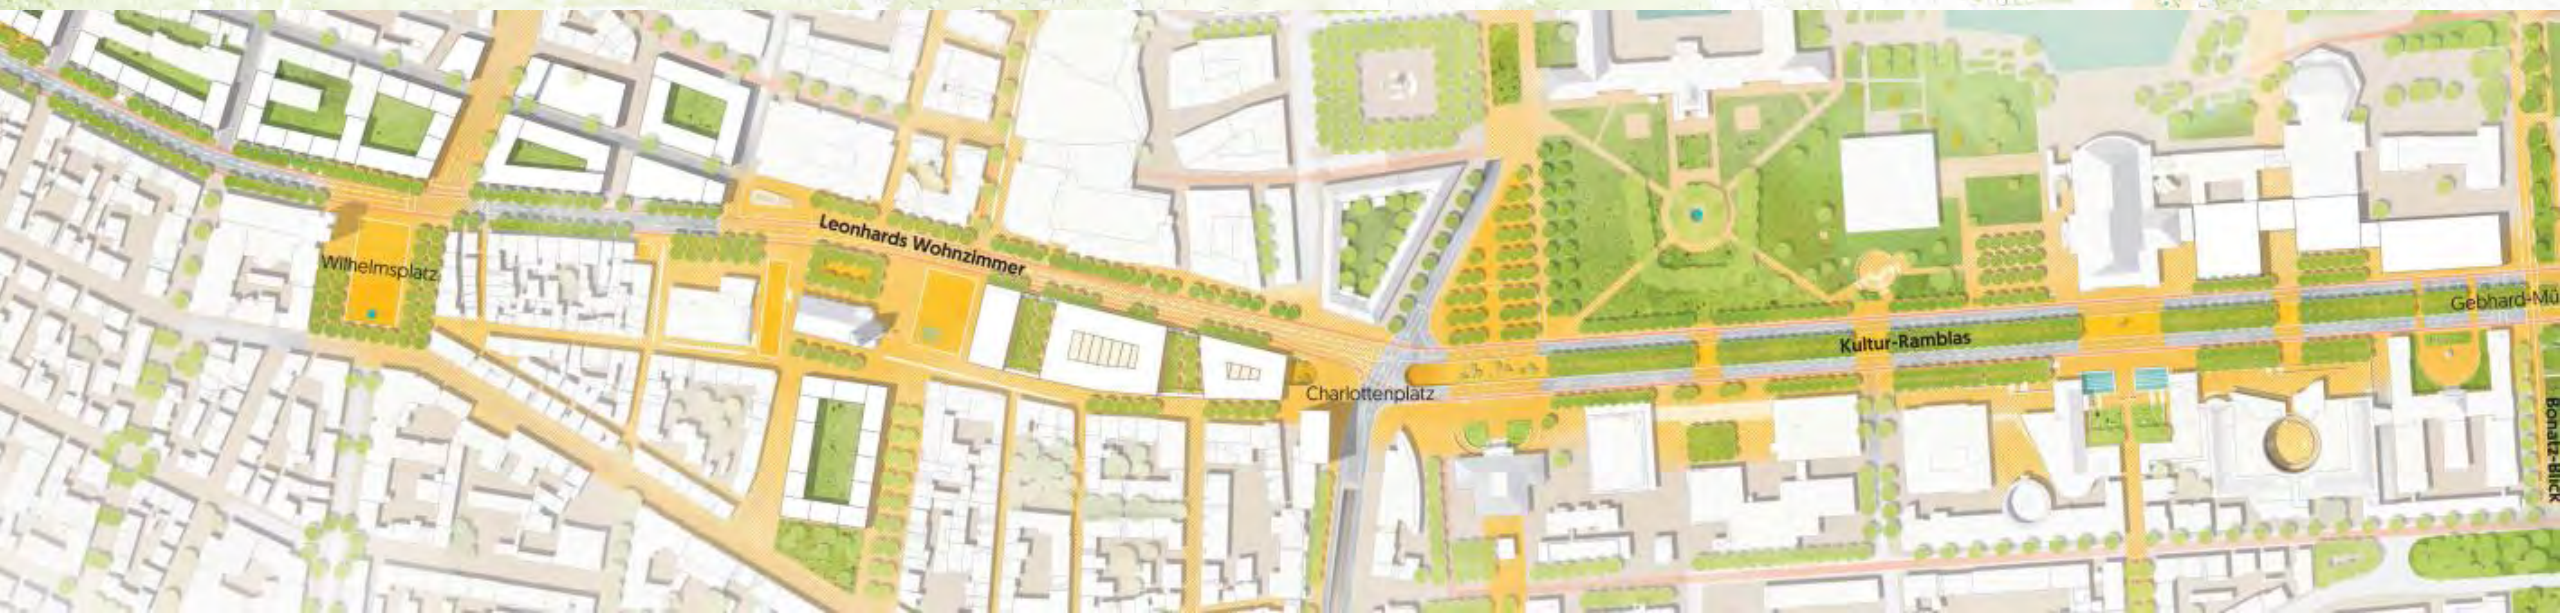 Wilhelmsplatz
Leonhards Wohnzimmer
Charlottenplatz
Kultur-Ramblas
Gebhard-Mü
Bonatz-Blick